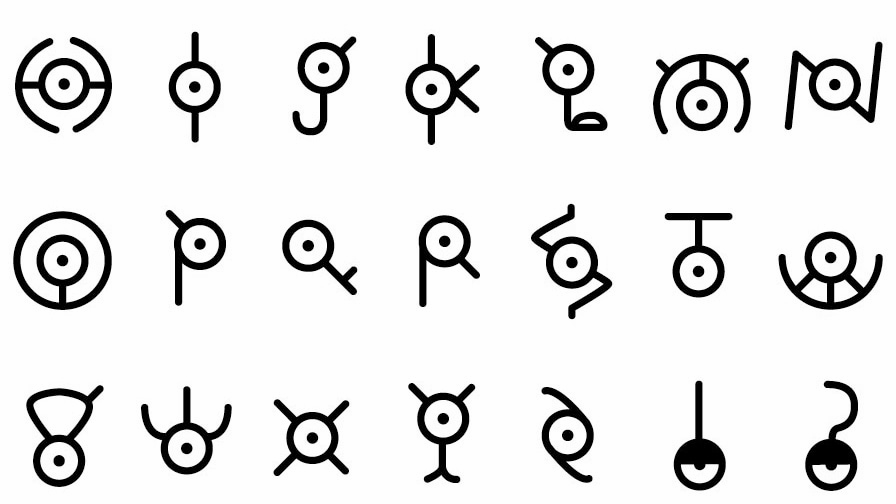 H I J K L M N
O P Q R S T U
V W X Y Z ! ?